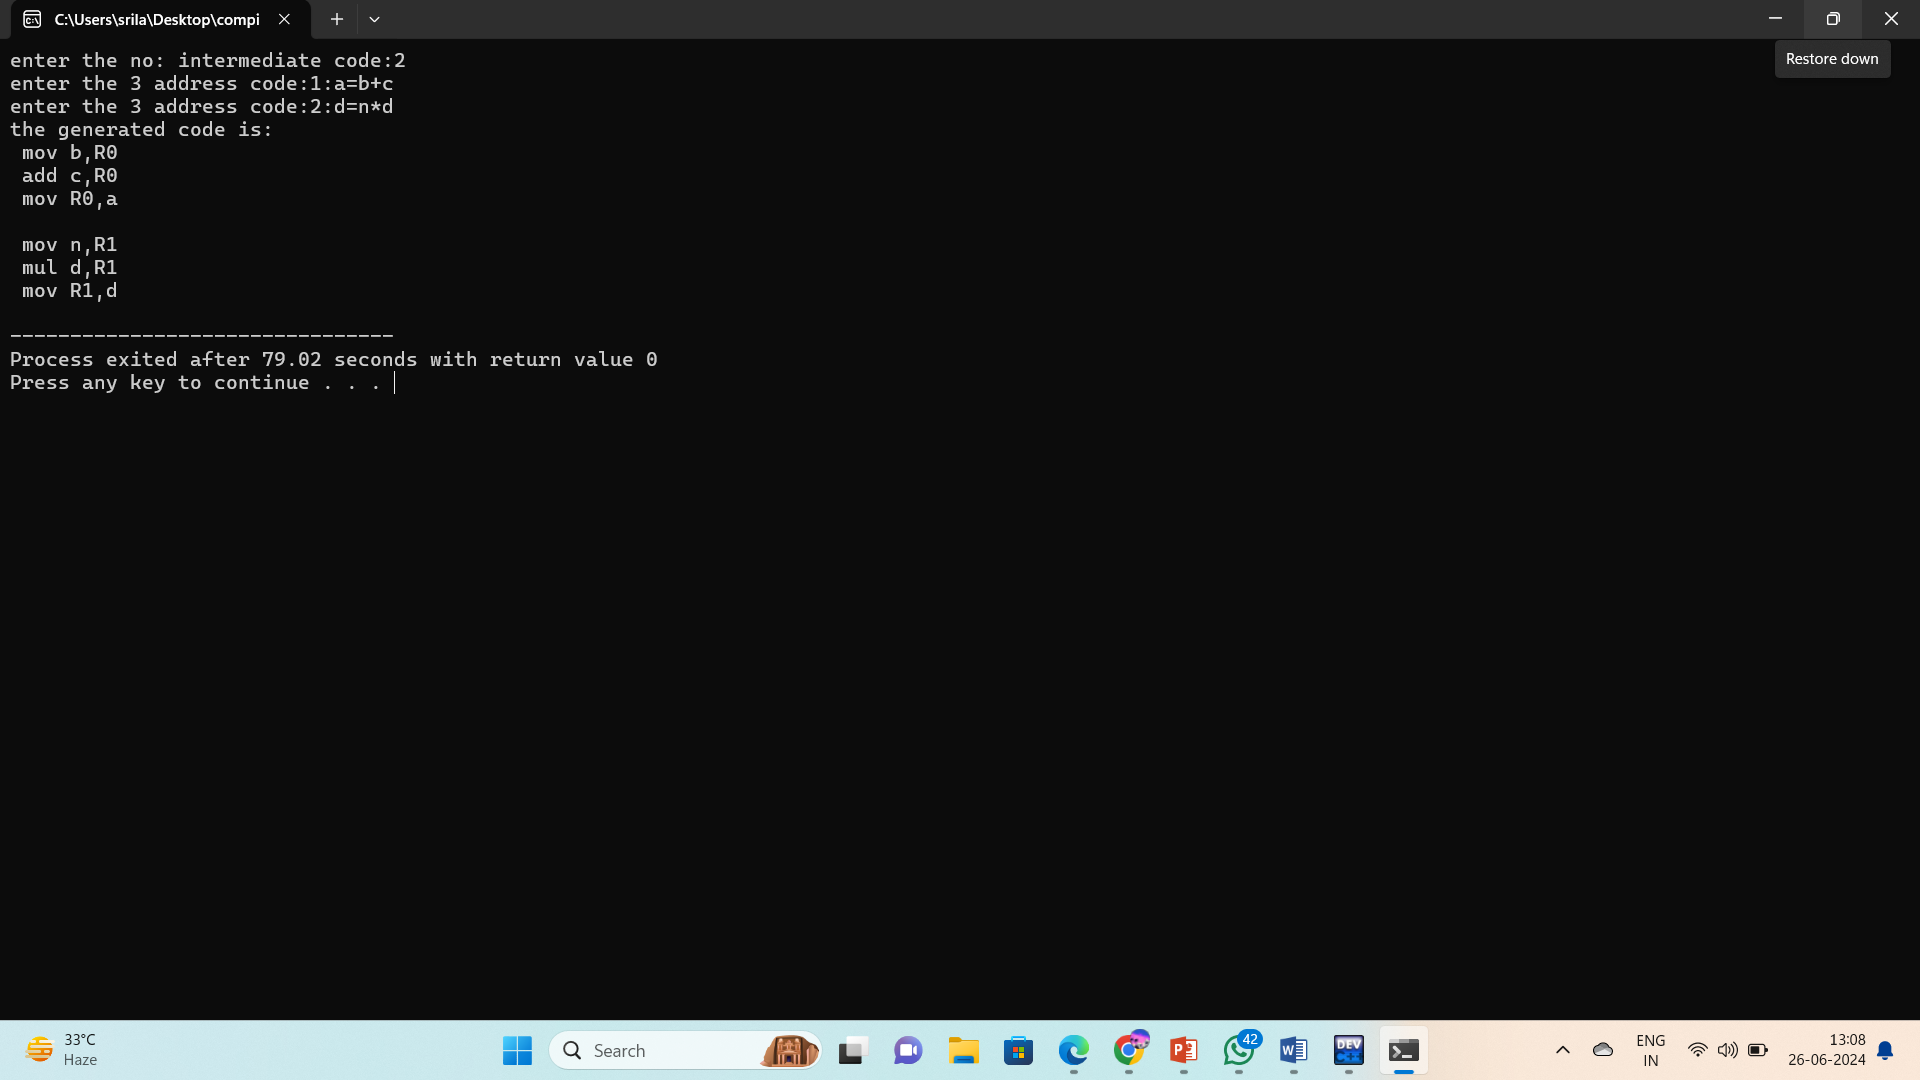 C:\Users\srila\Desktop\compi
Restore down
enter the no: intermediate code:2
enter the 3 address code:1:a=b+c
enter the 3 address code:2:d=n*d
the generated code is:
mov b,R0
add c,R0
mov R0,a
mov n,R1
mul d,R1
mov R1,d
--------------------------------
Process exited after 79.02 seconds with return value 0
Press any key to continue . . .
33°C
Haze
Search
42
DEV
C++
ENG
IN
13:08
26-06-2024